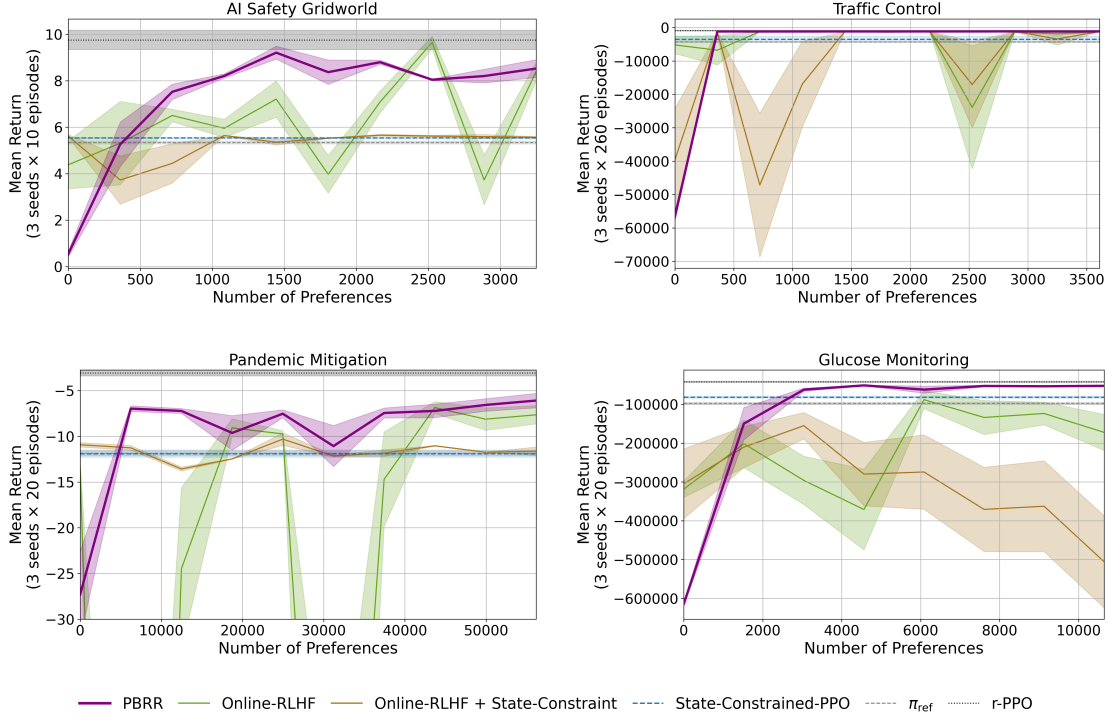 AI Safety Gridworld
Mean Return
(3 seeds × 10 episodes)
10
8
6
4
2
0
0 500 1000 1500 2000 2500 3000
Number of Preferences
Traffic Control
Mean Return
(3 seeds × 260 episodes)
0
−10000
−20000
−30000
−40000
−50000
−60000
−70000
0 500 1000 1500 2000 2500 3000 3500
Number of Preferences
Pandemic Mitigation
Mean Return
(3 seeds × 20 episodes)
−5
−10
−15
−20
−25
−30
0 10000 20000 30000 40000 50000
Number of Preferences
Glucose Monitoring
Mean Return
(3 seeds × 20 episodes)
−100000
−200000
−300000
−400000
−500000
−600000
0 2000 4000 6000 8000 10000
Number of Preferences
PBRR Online-RLHF Online-RLHF + State-Constraint State-Constrained-PPO π_ref r-PPO